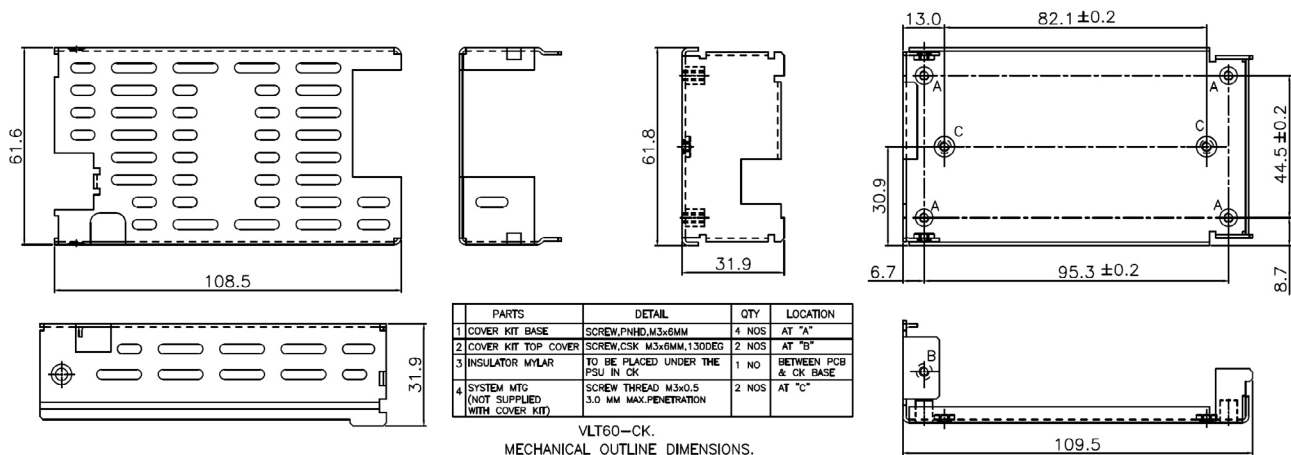 13.0
82.1±0.2
61.6
61.8
A
A
C
C
30.9
44.5±0.2
A
A
108.5
31.9
6.7
95.3±0.2
8.7
PARTS DETAIL QTY LOCATION
1 COVER KIT BASE SCREW,PNHD,M3x6MM 4 NOS AT "A"
2 COVER KIT TOP COVER SCREW,CSK M3x6MM,130DEG 2 NOS AT "B"
3 INSULATOR MYLAR TO BE PLACED UNDER THE 1 NO BETWEEN PCB
PSU IN CK & CK BASE
4 SYSTEM MTG SCREW THREAD M3x0.5 2 NOS AT "C"
(NOT SUPPLIED 3.0 MM MAX.PENETRATION
WITH COVER KIT)
31.9
B
109.5
VLT60-CK.
MECHANICAL OUTLINE DIMENSIONS.